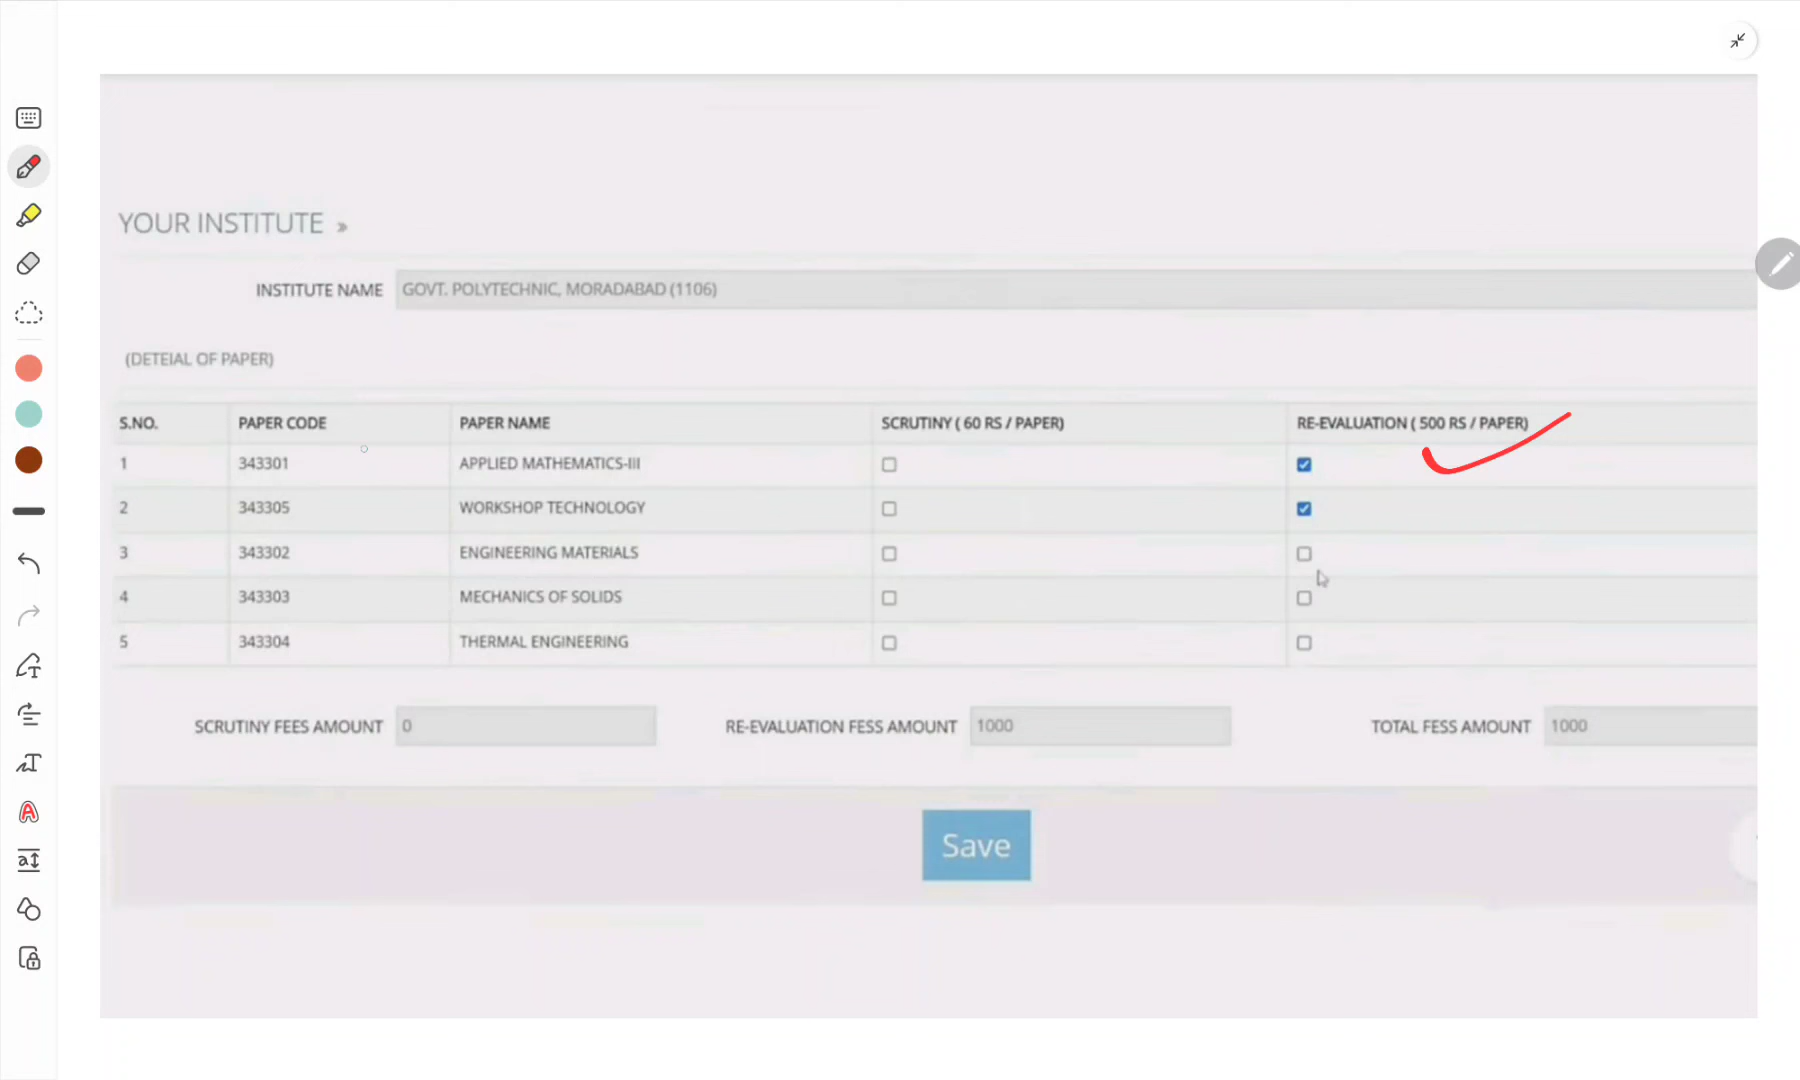 YOUR INSTITUTE »
INSTITUTE NAME GOVT. POLYTECHNIC, MORADABAD (1106)
(DETEIAL OF PAPER)
S.NO. PAPER CODE PAPER NAME SCRUTINY ( 60 RS / PAPER) RE-EVALUATION ( 500 RS / PAPER)
1 343301 APPLIED MATHEMATICS-III
2 343305 WORKSHOP TECHNOLOGY
3 343302 ENGINEERING MATERIALS
4 343303 MECHANICS OF SOLIDS
5 343304 THERMAL ENGINEERING
SCRUTINY FEES AMOUNT 0 RE-EVALUATION FESS AMOUNT 1000 TOTAL FESS AMOUNT 1000
Save